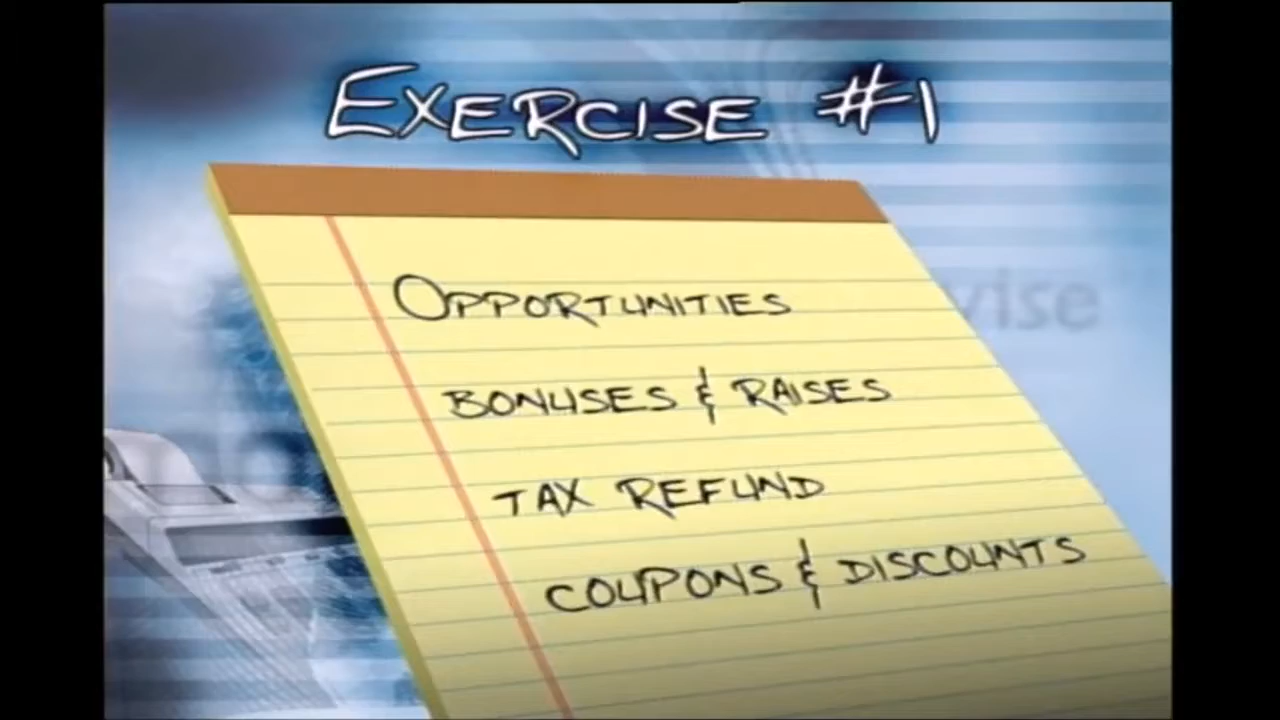 EXERCISE #1
OPPORTUNITIES
BONUSES & RAISES
TAX REFUND
COUPONS & DISCOUNTS